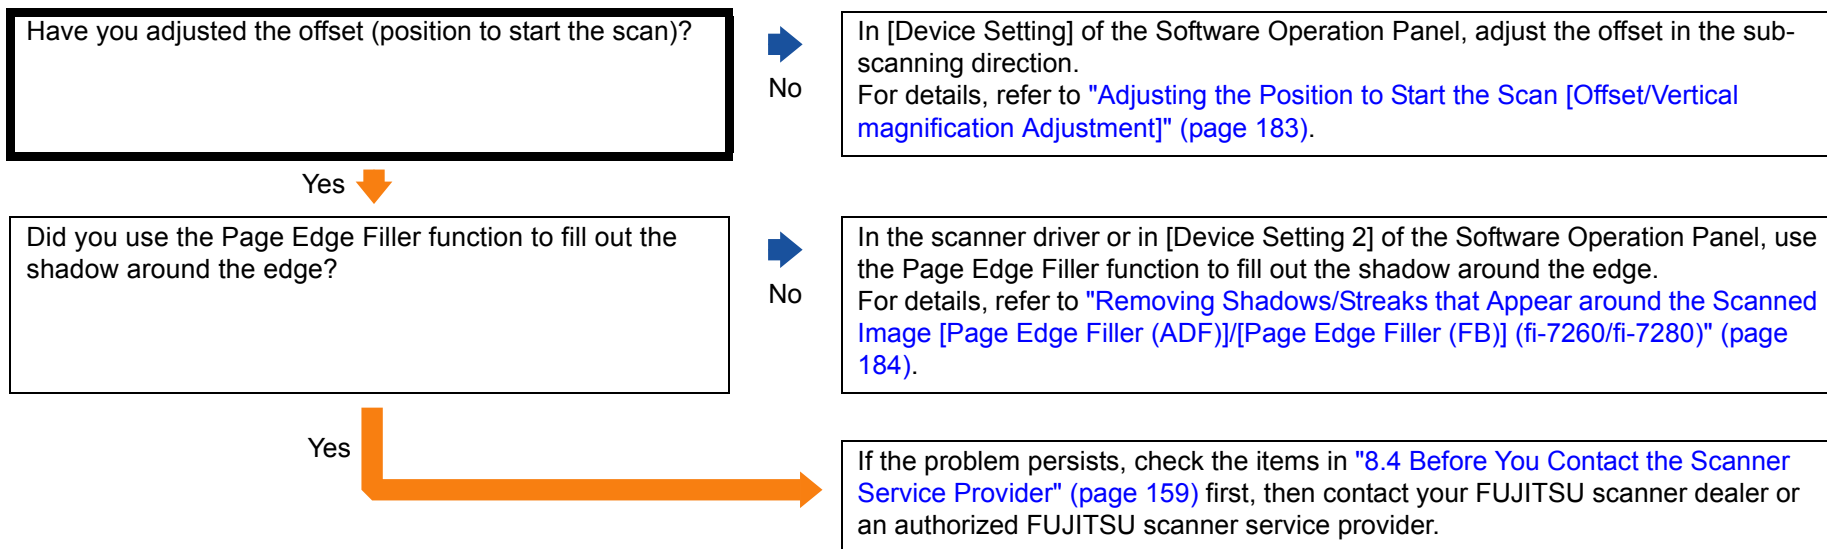 Have you adjusted the offset (position to start the scan)?
No
In [Device Setting] of the Software Operation Panel, adjust the offset in the sub-
scanning direction.
For details, refer to "Adjusting the Position to Start the Scan [Offset/Vertical
magnification Adjustment]" (page 183).
Yes
Did you use the Page Edge Filler function to fill out the
shadow around the edge?
No
In the scanner driver or in [Device Setting 2] of the Software Operation Panel, use
the Page Edge Filler function to fill out the shadow around the edge.
For details, refer to "Removing Shadows/Streaks that Appear around the Scanned
Image [Page Edge Filler (ADF)]/[Page Edge Filler (FB)] (fi-7260/fi-7280)" (page
184).
Yes
If the problem persists, check the items in "8.4 Before You Contact the Scanner
Service Provider" (page 159) first, then contact your FUJITSU scanner dealer or
an authorized FUJITSU scanner service provider.